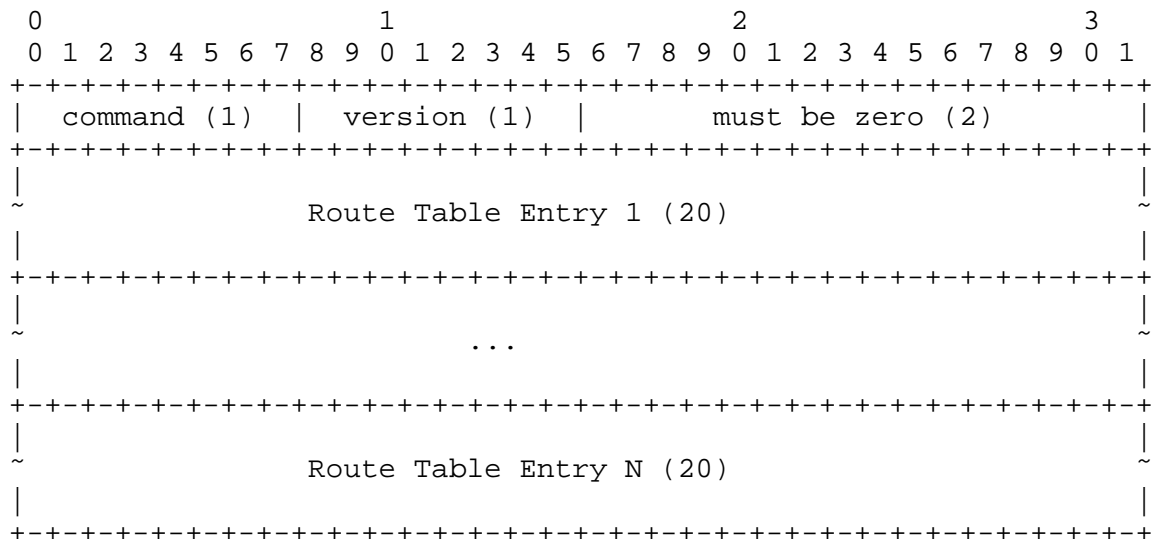 0                   1                   2                   3
 0 1 2 3 4 5 6 7 8 9 0 1 2 3 4 5 6 7 8 9 0 1 2 3 4 5 6 7 8 9 0 1
+-+-+-+-+-+-+-+-+-+-+-+-+-+-+-+-+-+-+-+-+-+-+-+-+-+-+-+-+-+-+-+-+
|  command (1)  |  version (1)  |       must be zero (2)        |
+-+-+-+-+-+-+-+-+-+-+-+-+-+-+-+-+-+-+-+-+-+-+-+-+-+-+-+-+-+-+-+-+
|                                                               |
~                Route Table Entry 1 (20)                       ~
|                                                               |
+-+-+-+-+-+-+-+-+-+-+-+-+-+-+-+-+-+-+-+-+-+-+-+-+-+-+-+-+-+-+-+-+
|                                                               |
~                         ...                                   ~
|                                                               |
+-+-+-+-+-+-+-+-+-+-+-+-+-+-+-+-+-+-+-+-+-+-+-+-+-+-+-+-+-+-+-+-+
|                                                               |
~                Route Table Entry N (20)                       ~
|                                                               |
+-+-+-+-+-+-+-+-+-+-+-+-+-+-+-+-+-+-+-+-+-+-+-+-+-+-+-+-+-+-+-+-+